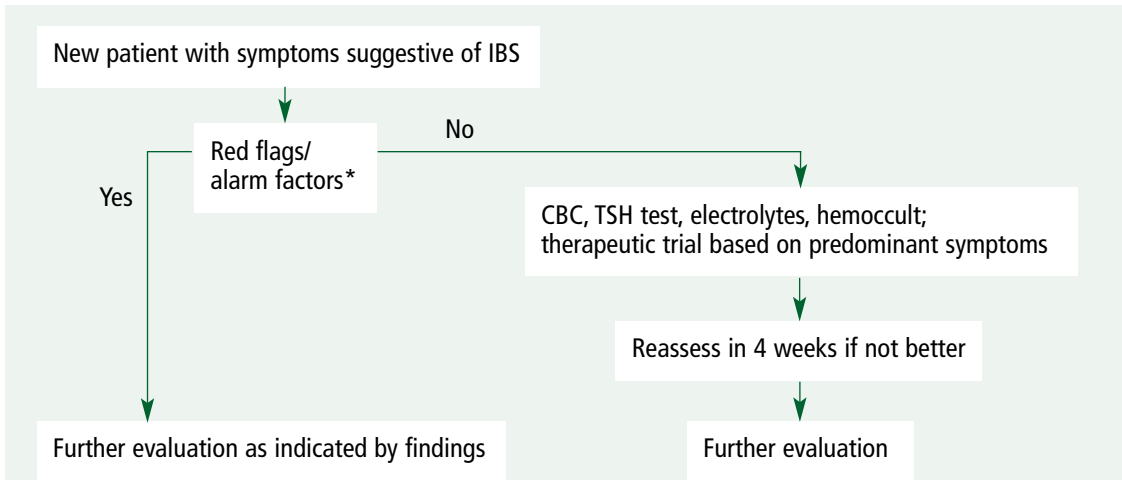 New patient with symptoms suggestive of IBS
No
Red flags/
alarm factors*
Yes
CBC, TSH test, electrolytes, hemoccult;
therapeutic trial based on predominant symptoms
Reassess in 4 weeks if not better
Further evaluation as indicated by findings
Further evaluation